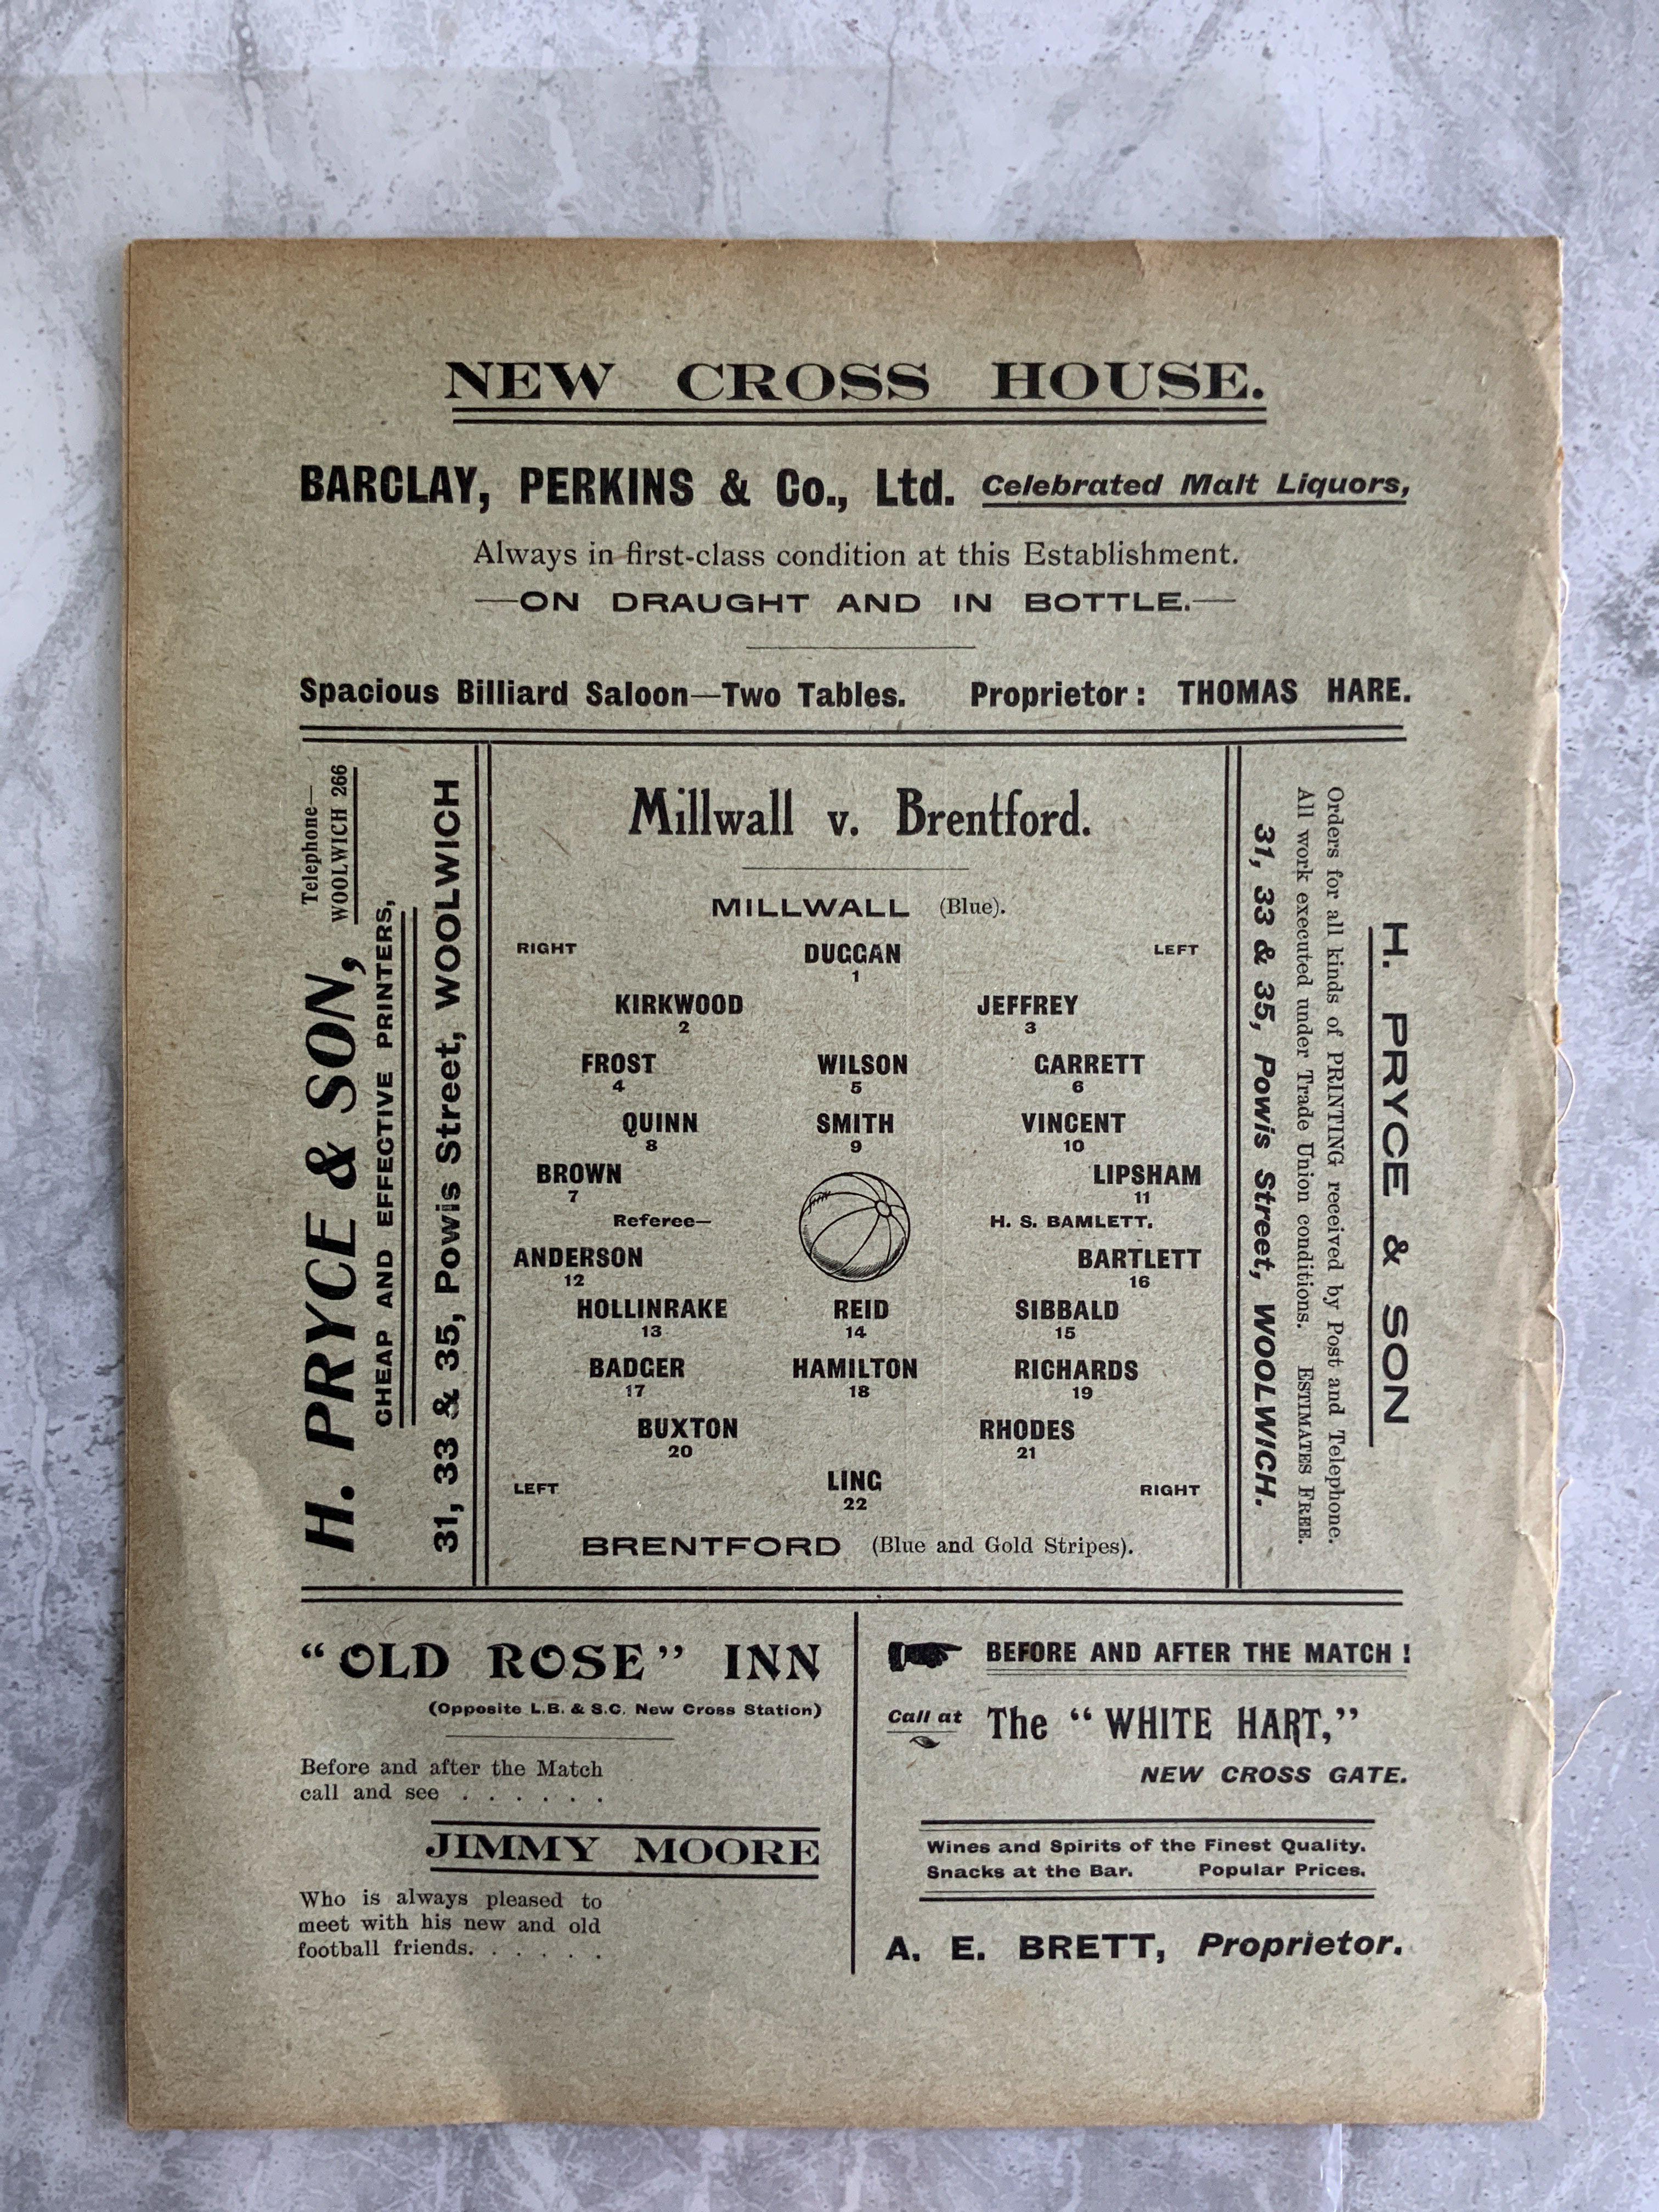 NEW CROSS HOUSE.
BARCLAY, PERKINS & Co., Ltd. Celebrated Malt Liquors,
Always in first-class condition at this Establishment.
—ON DRAUGHT AND IN BOTTLE.—
Spacious Billiard Saloon—Two Tables. Proprietor: THOMAS HARE.
Telephone—
WOOLWICH 266
H. PRYCE & SON,
CHEAP AND EFFECTIVE PRINTERS,
31, 33 & 35, Powis Street, WOOLWICH
Millwall v. Brentford.
MILLWALL (Blue).
RIGHT DUGGAN LEFT
1
KIRKWOOD JEFFREY
2 3
FROST WILSON GARRETT
4 5 6
QUINN SMITH VINCENT
8 9 10
BROWN LIPSHAM
7 11
Referee— H. S. BAMLETT.
ANDERSON BARTLETT
12 16
HOLLINRAKE REID SIBBALD
13 14 15
BADGER HAMILTON RICHARDS
17 18 19
BUXTON RHODES
20 21
LEFT LING RIGHT
22
BRENTFORD (Blue and Gold Stripes).
H. PRYCE & SON
Orders for all kinds of PRINTING received by Post and Telephone.
All work executed under Trade Union conditions. ESTIMATES FREE.
31, 33 & 35, Powis Street, WOOLWICH.
"OLD ROSE" INN
(Opposite L.B. & S.C. New Cross Station)
Before and after the Match
call and see . . . . . .
JIMMY MOORE
Who is always pleased to
meet with his new and old
football friends. . . . . .
BEFORE AND AFTER THE MATCH!
Call at The "WHITE HART,"
NEW CROSS GATE.
Wines and Spirits of the Finest Quality.
Snacks at the Bar. Popular Prices.
A. E. BRETT, Proprietor.